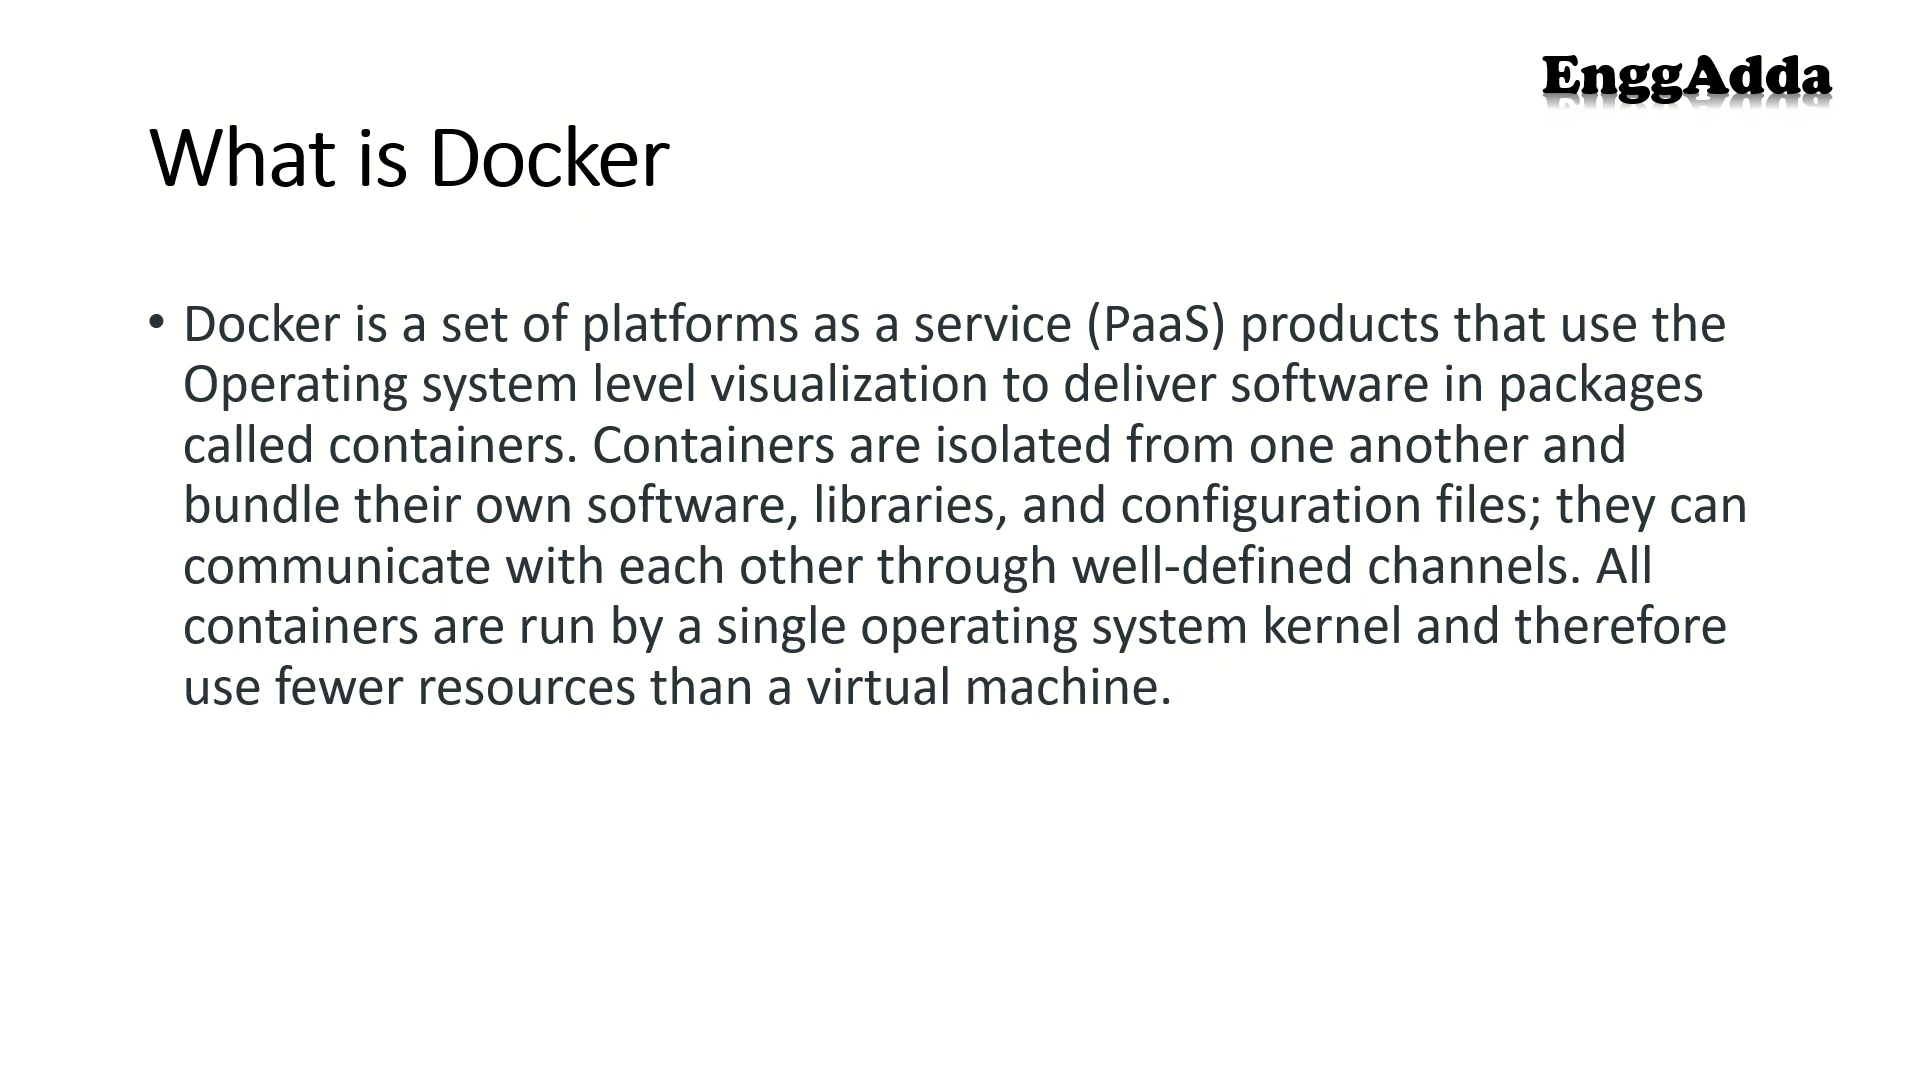 EnggAdda
What is Docker
• Docker is a set of platforms as a service (PaaS) products that use the
Operating system level visualization to deliver software in packages
called containers. Containers are isolated from one another and
bundle their own software, libraries, and configuration files; they can
communicate with each other through well-defined channels. All
containers are run by a single operating system kernel and therefore
use fewer resources than a virtual machine.